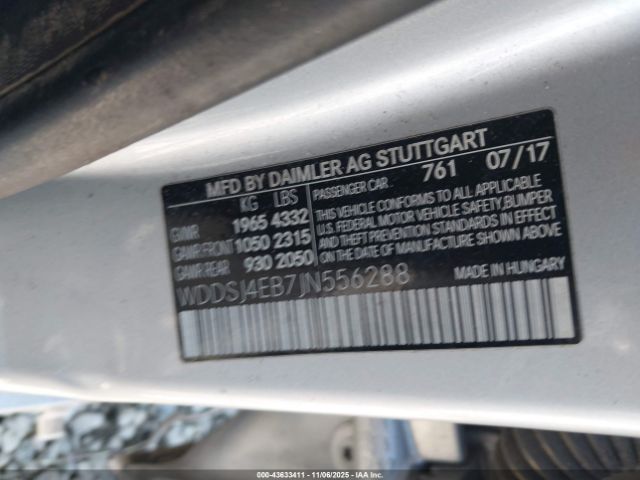 MFD BY DAIMLER AG STUTTGART
761 07/17
KG LBS
GVWR 1965 4332
GAWR FRONT 1050 2315
GAWR REAR 930 2050
PASSENGER CAR
THIS VEHICLE CONFORMS TO ALL APPLICABLE
U.S. FEDERAL MOTOR VEHICLE SAFETY, BUMPER
AND THEFT PREVENTION STANDARDS IN EFFECT
ON THE DATE OF MANUFACTURE SHOWN ABOVE
WDDSJ4EB7JN556288
MADE IN HUNGARY
00-43633411 | 11/06/2025 - IAA Inc.